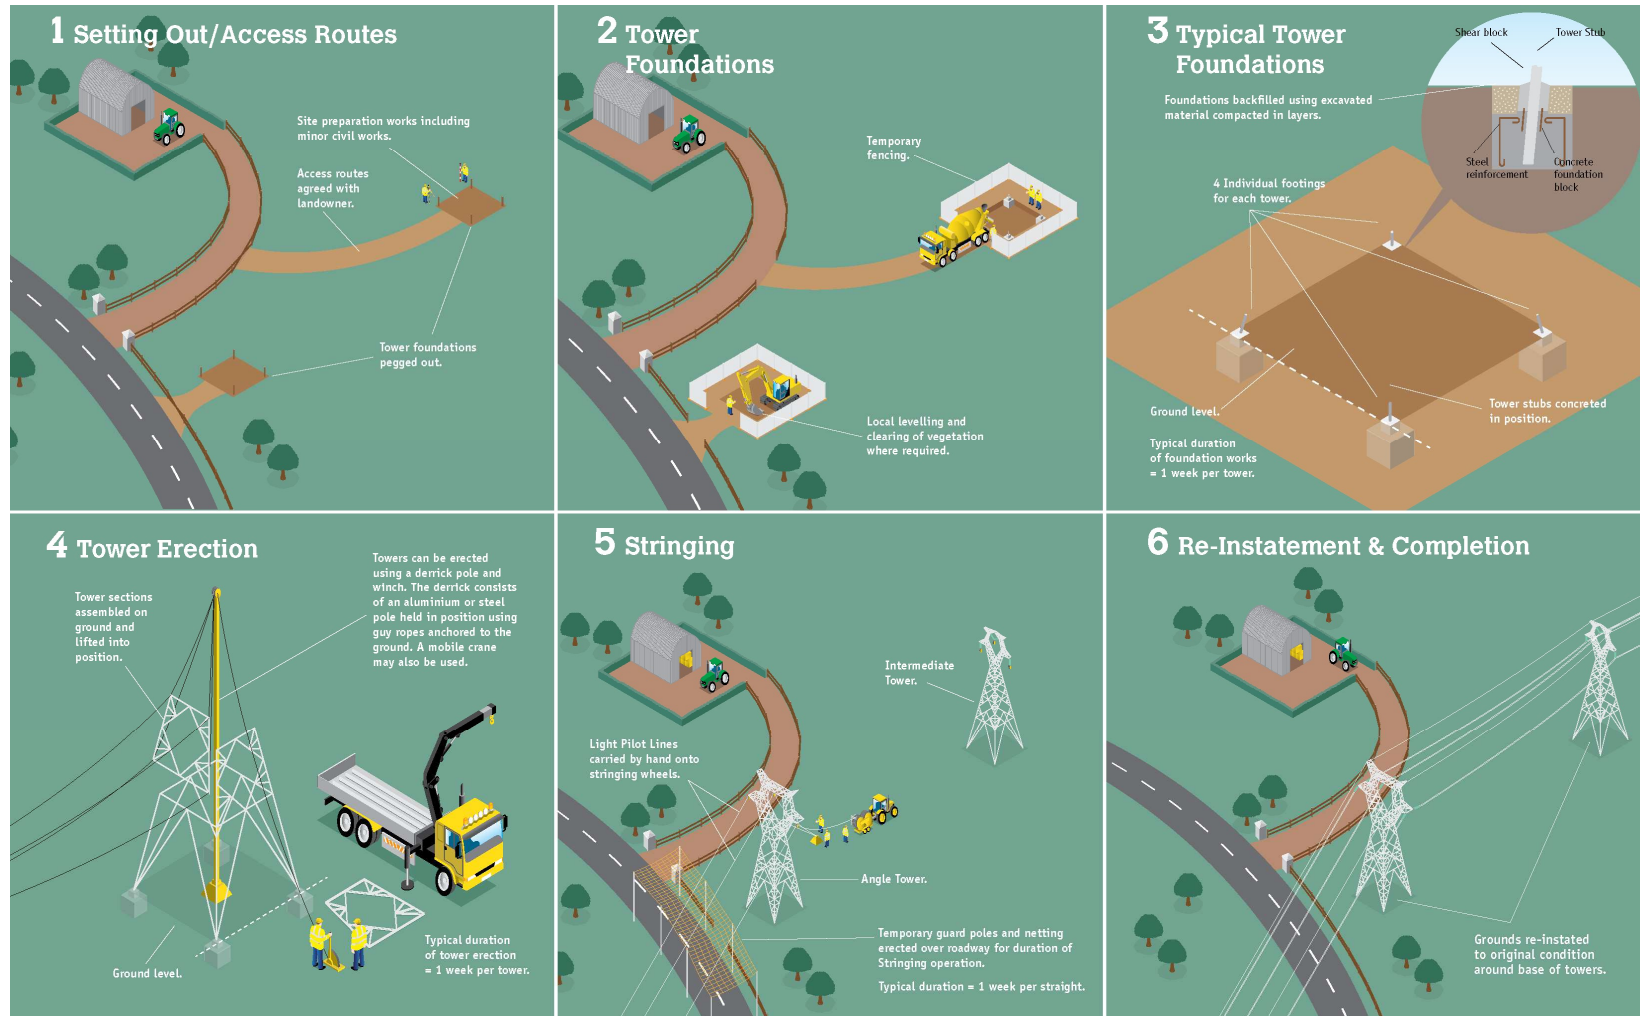 1 Setting Out/Access Routes
Site preparation works including
minor civil works.
Access routes
agreed with
landowner.
Tower foundations
pegged out.
2 Tower
Foundations
Temporary
fencing.
Local levelling and
clearing of vegetation
where required.
3 Typical Tower
Foundations
Shear block
Tower Stub
Foundations backfilled using excavated
material compacted in layers.
Steel
reinforcement
Concrete
foundation
block
4 Individual footings
for each tower.
Ground level.
Tower stubs concreted
in position.
Typical duration
of foundation works
= 1 week per tower.
4 Tower Erection
Tower sections
assembled on
ground and
lifted into
position.
Towers can be erected
using a derrick pole and
winch. The derrick consists
of an aluminium or steel
pole held in position using
guy ropes anchored to the
ground. A mobile crane
may also be used.
Ground level.
Typical duration
of tower erection
= 1 week per tower.
5 Stringing
Intermediate
Tower.
Light Pilot Lines
carried by hand onto
stringing wheels.
Angle Tower.
Temporary guard poles and netting
erected over roadway for duration of
Stringing operation.
Typical duration = 1 week per straight.
6 Re-Instatement & Completion
Grounds re-instated
to original condition
around base of towers.